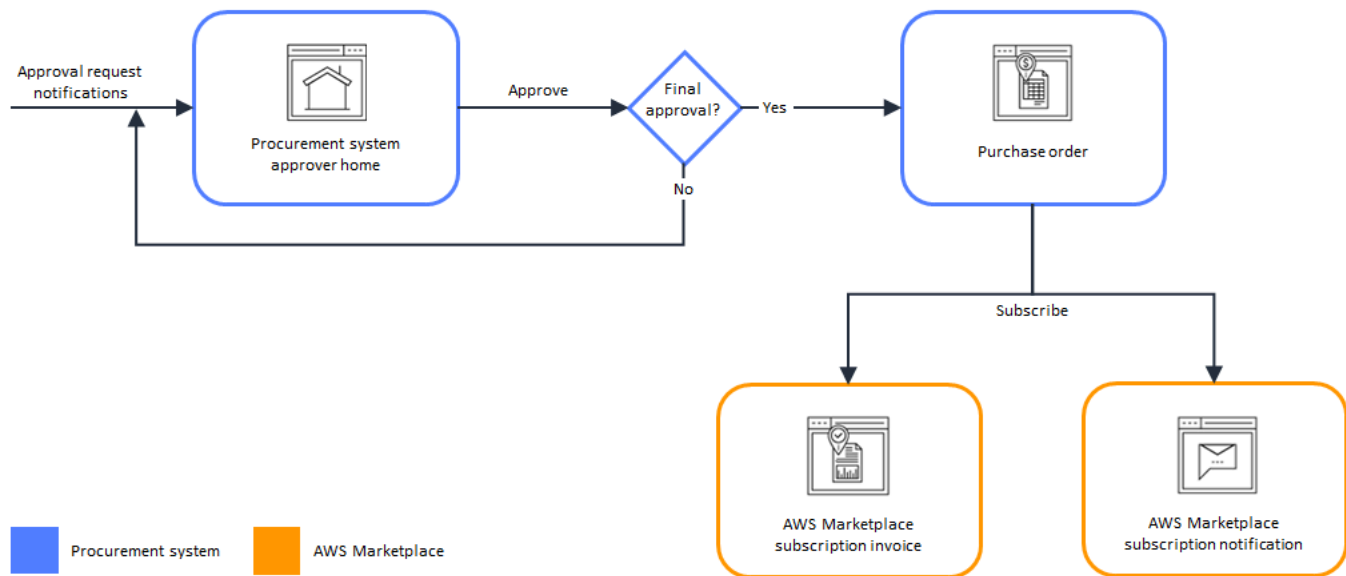 Approval request
notifications
Procurement system
approver home
Approve
Final
approval?
Yes
No
$
Purchase order
Subscribe
AWS Marketplace
subscription invoice
AWS Marketplace
subscription notification
Procurement system
AWS Marketplace